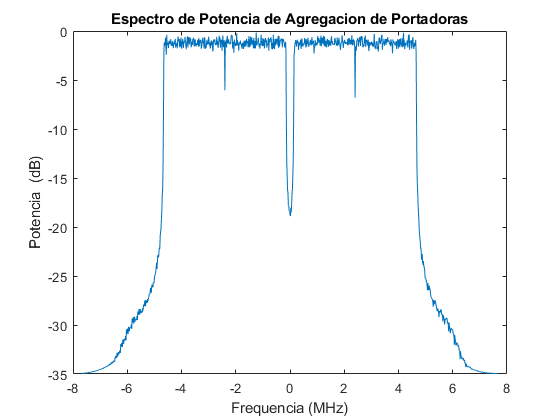 Espectro de Potencia de Agregacion de Portadoras
0
-5
-10
-15
-20
-25
-30
-35
Potencia (dB)
-8 -6 -4 -2 0 2 4 6 8
Frequencia (MHz)